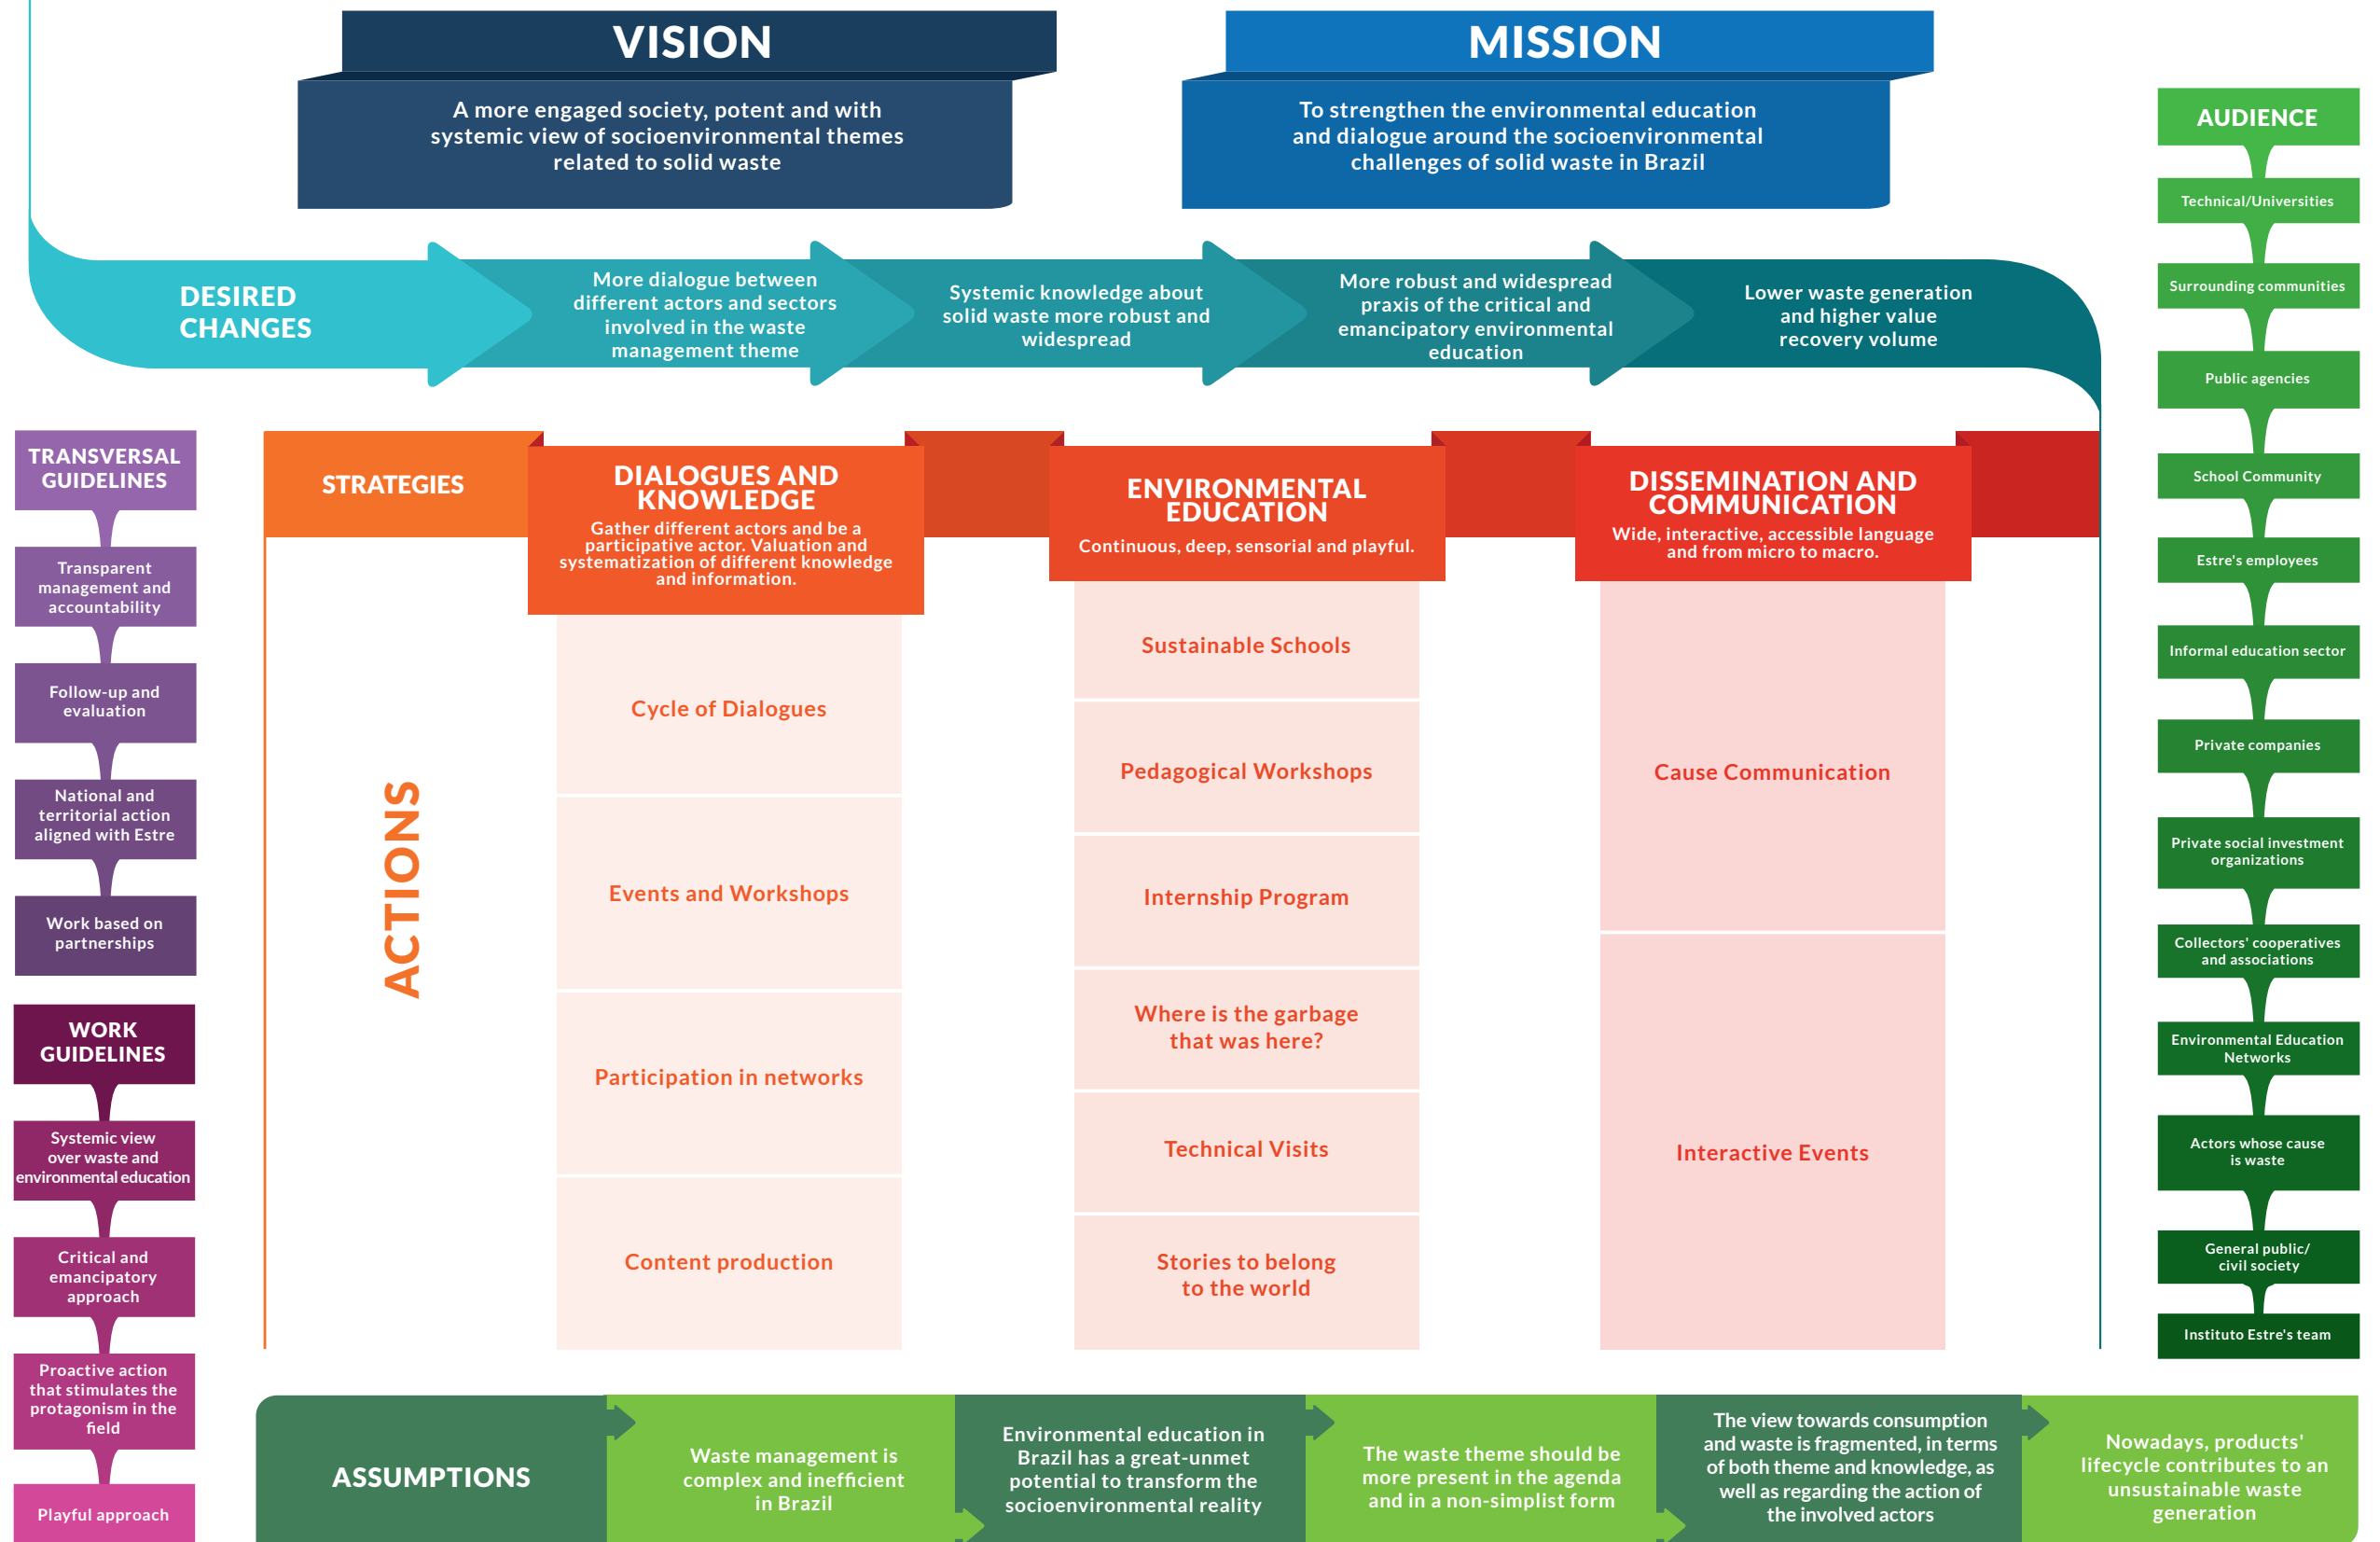 VISION
A more engaged society, potent and with
systemic view of socioenvironmental themes
related to solid waste
MISSION
To strengthen the environmental education
and dialogue around the socioenvironmental
challenges of solid waste in Brazil
DESIRED
CHANGES
More dialogue between
different actors and sectors
involved in the waste
management theme
Systemic knowledge about
solid waste more robust and
widespread
More robust and widespread
praxis of the critical and
emancipatory environmental
education
Lower waste generation
and higher value
recovery volume
TRANSVERSAL
GUIDELINES
Transparent
management and
accountability
Follow-up and
evaluation
National and
territorial action
aligned with Estre
Work based on
partnerships
WORK
GUIDELINES
Systemic view
over waste and
environmental education
Critical and
emancipatory
approach
Proactive action
that stimulates the
protagonism in the
field
Playful approach
STRATEGIES
ACTIONS
DIALOGUES AND
KNOWLEDGE
Gather different actors and be a
participative actor. Valuation and
systematization of different knowledge
and information.
Cycle of Dialogues
Events and Workshops
Participation in networks
Content production
ENVIRONMENTAL
EDUCATION
Continuous, deep, sensorial and playful.
Sustainable Schools
Pedagogical Workshops
Internship Program
Where is the garbage
that was here?
Technical Visits
Stories to belong
to the world
DISSEMINATION AND
COMMUNICATION
Wide, interactive, accessible language
and from micro to macro.
Cause Communication
Interactive Events
AUDIENCE
Technical/Universities
Surrounding communities
Public agencies
School Community
Estre's employees
Informal education sector
Private companies
Private social investment
organizations
Collectors' cooperatives
and associations
Environmental Education
Networks
Actors whose cause
is waste
General public/
civil society
Instituto Estre's team
ASSUMPTIONS
Waste management is
complex and inefficient
in Brazil
Environmental education in
Brazil has a great-unmet
potential to transform the
socioenvironmental reality
The waste theme should be
more present in the agenda
and in a non-simplist form
The view towards consumption
and waste is fragmented, in terms
of both theme and knowledge, as
well as regarding the action of
the involved actors
Nowadays, products'
lifecycle contributes to an
unsustainable waste
generation